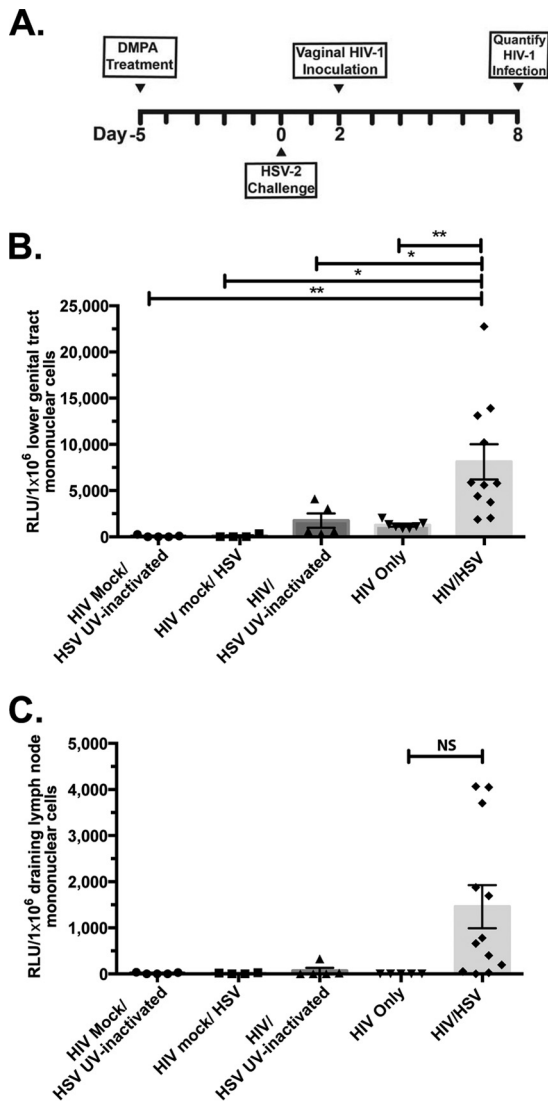 A.
DMPA
Treatment
Vaginal HIV-1
Inoculation
Quantify
HIV-1
Infection
Day -5
0
2
8
HSV-2
Challenge
B.
**
*
*
**
RLU/1x10⁶ lower genital tract
mononuclear cells
25,000
20,000
15,000
10,000
5,000
0
HIV Mock/
HSV UV-inactivated
HIV mock/ HSV
HIV/
HSV UV-inactivated
HIV Only
HIV/HSV
C.
RLU/1x10⁶ draining lymph node
mononuclear cells
5,000
4,000
3,000
2,000
1,000
0
NS
HIV Mock/
HSV UV-inactivated
HIV mock/ HSV
HIV/
HSV UV-inactivated
HIV Only
HIV/HSV